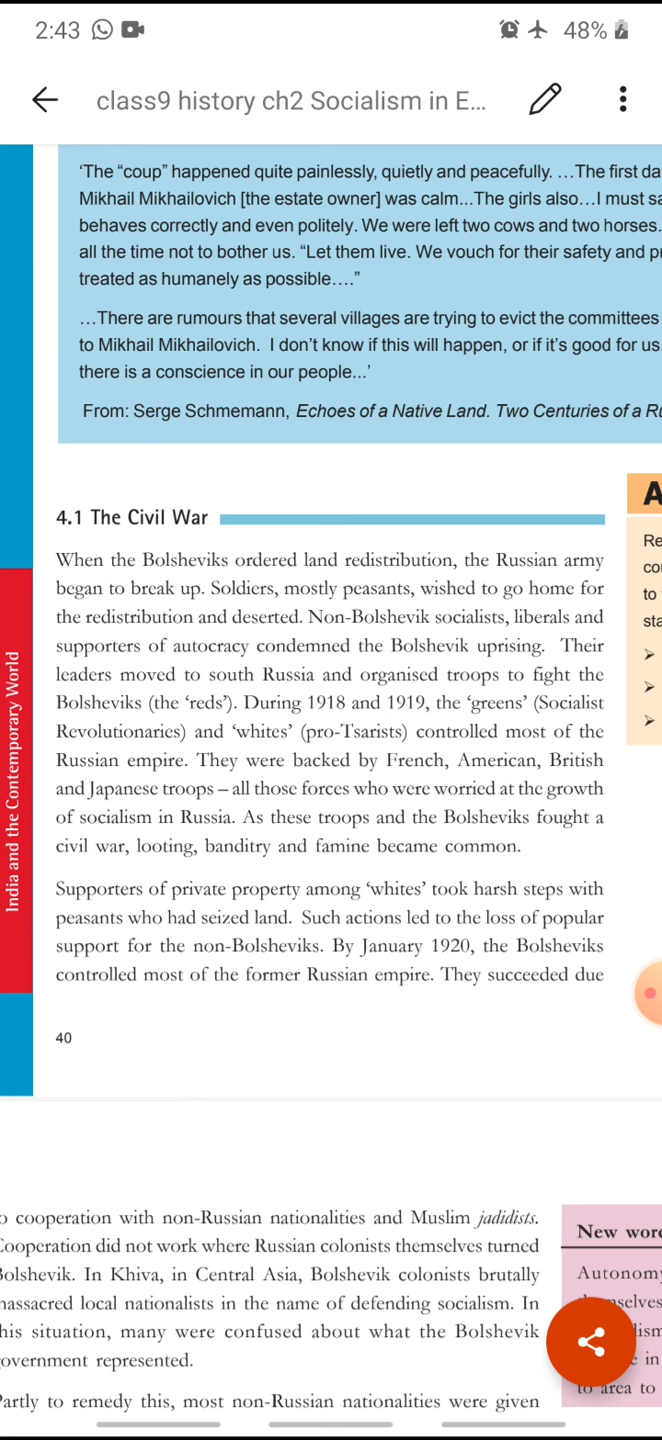 2:43
48%
class9 history ch2 Socialism in E...
‘The “coup” happened quite painlessly, quietly and peacefully. …The first da
Mikhail Mikhailovich [the estate owner] was calm...The girls also…I must sa
behaves correctly and even politely. We were left two cows and two horses.
all the time not to bother us. “Let them live. We vouch for their safety and
treated as humanely as possible….”
…There are rumours that several villages are trying to evict the committees
to Mikhail Mikhailovich. I don’t know if this will happen, or if it’s good for us
there is a conscience in our people...’
From: Serge Schmemann, Echoes of a Native Land. Two Centuries of a
4.1 The Civil War
When the Bolsheviks ordered land redistribution, the Russian army
began to break up. Soldiers, mostly peasants, wished to go home for
the redistribution and deserted. Non-Bolshevik socialists, liberals and
supporters of autocracy condemned the Bolshevik uprising. Their
leaders moved to south Russia and organised troops to fight the
Bolsheviks (the ‘reds’). During 1918 and 1919, the ‘greens’ (Socialist
Revolutionaries) and ‘whites’ (pro-Tsarists) controlled most of the
Russian empire. They were backed by French, American, British
and Japanese troops – all those forces who were worried at the growth
of socialism in Russia. As these troops and the Bolsheviks fought a
civil war, looting, banditry and famine became common.
Supporters of private property among ‘whites’ took harsh steps with
peasants who had seized land. Such actions led to the loss of popular
support for the non-Bolsheviks. By January 1920, the Bolsheviks
controlled most of the former Russian empire. They succeeded due
A
Re
co
to
sta
India and the Contemporary World
40
o cooperation with non-Russian nationalities and Muslim jadidists.
Cooperation did not work where Russian colonists themselves turned
Bolshevik. In Khiva, in Central Asia, Bolshevik colonists brutally
massacred local nationalists in the name of defending socialism. In
his situation, many were confused about what the Bolshevik
government represented.
Partly to remedy this, most non-Russian nationalities were given
New wor
Autonomy
selves
lism
in
to area to